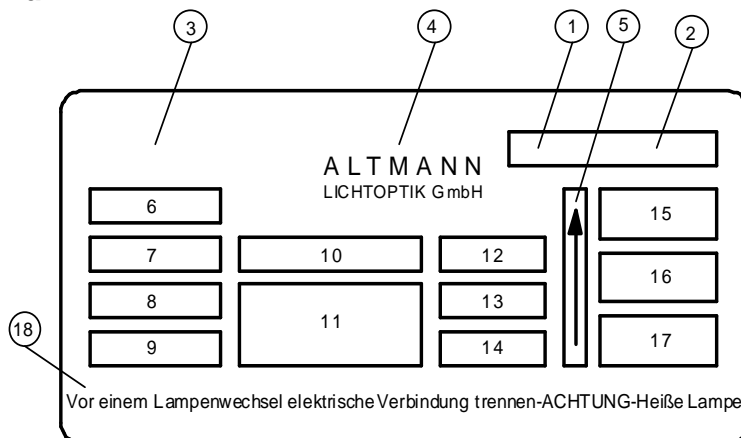 3 4 1 5 2
ALTMANN
LICHTOPTIK GmbH
6 15
7 10 12
8 11 13 16
9 14 17
18
Vor einem Lampenwechsel elektrische Verbindung trennen-ACHTUNG-Heiße Lampe